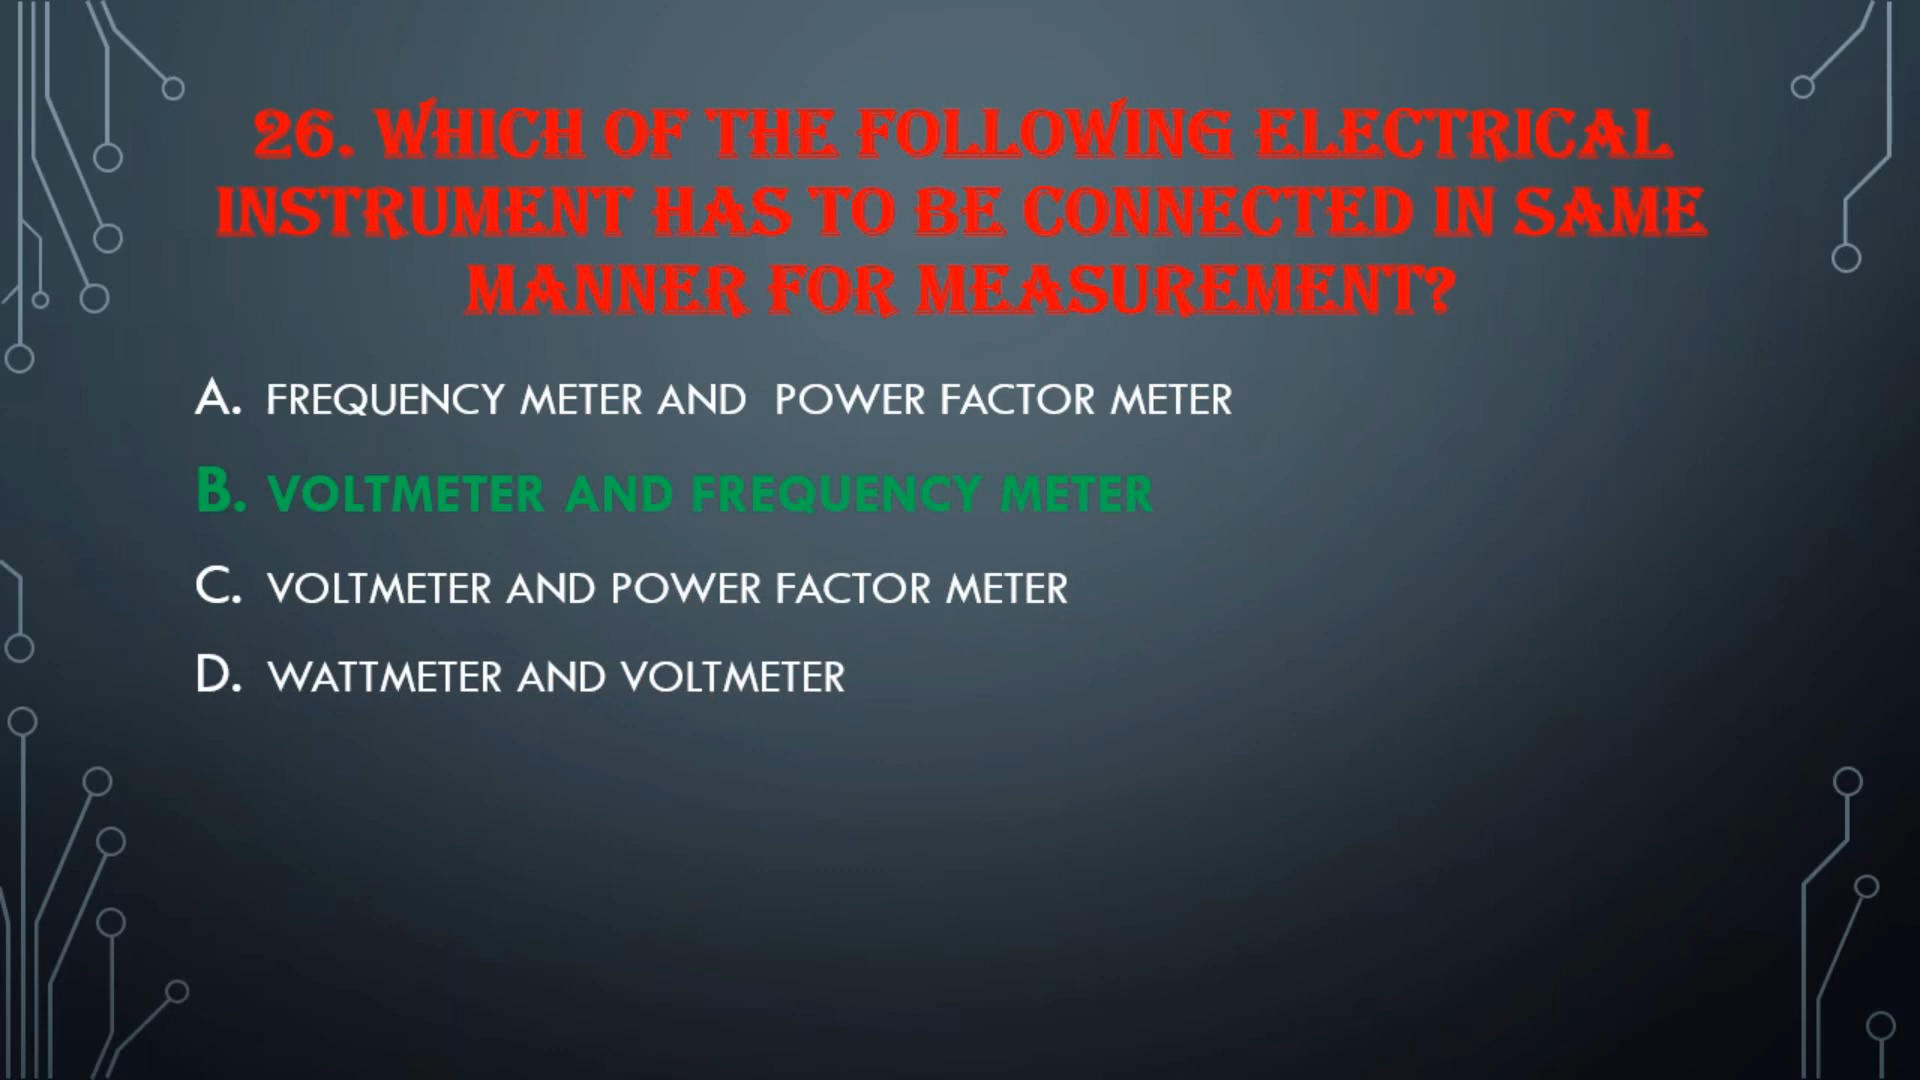 26. WHICH OF THE FOLLOWING ELECTRICAL
INSTRUMENT HAS TO BE CONNECTED IN SAME
MANNER FOR MEASUREMENT?
A. FREQUENCY METER AND POWER FACTOR METER
B. VOLTMETER AND FREQUENCY METER
C. VOLTMETER AND POWER FACTOR METER
D. WATTMETER AND VOLTMETER